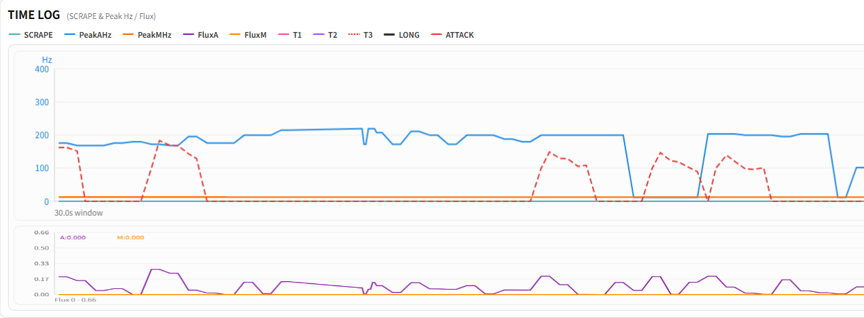 TIME LOG (SCRAPE & Peak Hz / Flux)
SCRAPE PeakAHz PeakMHz FluxA FluxM T1 T2 T3 LONG ATTACK
Hz
400
300
200
100
0
30.0s window
0.66 A:0.000 M:0.000
0.50
0.33
0.17
0.00
Flux 0 - 0.66